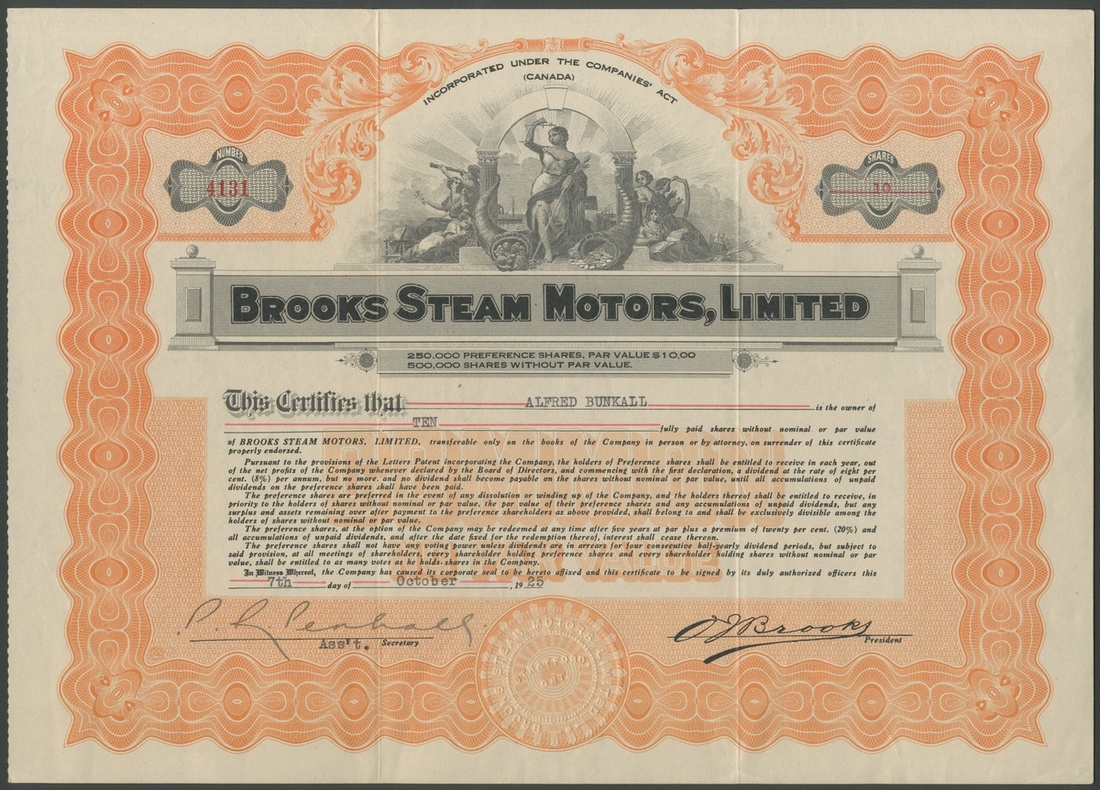 INCORPORATED UNDER THE COMPANIES' ACT
(CANADA)
NUMBER
4131
SHARES
10
BROOKS STEAM MOTORS, LIMITED
250,000 PREFERENCE SHARES, PAR VALUE $10,00
500,000 SHARES WITHOUT PAR VALUE.
This Certifies that ALFRED BUNKALL is the owner of
TEN fully paid shares without nominal or par value
of BROOKS STEAM MOTORS, LIMITED, transferable only on the books of the Company in person or by attorney, on surrender of this certificate
properly endorsed.
Pursuant to the provisions of the Letters Patent incorporating the Company, the holders of Preference shares shall be entitled to receive in each year, out
of the net profits of the Company whenever declared by the Board of Directors, and commencing with the first declaration, a dividend at the rate of eight per
cent. (8%) per annum, but no more. and no dividend shall become payable on the shares without nominal or par value, until all accumulations of unpaid
dividends on the preference shares shall have been paid.
The preference shares are preferred in the event of any dissolution or winding up of the Company, and the holders thereof shall be entitled to receive, in
priority to the holders of shares without nominal or par value, the par value of their preference shares and any accumulations of unpaid dividends, but any
surplus and assets remaining over after payment to the preference shareholders as above provided, shall belong to and shall be exclusively divisible among the
holders of shares without nominal or par value.
The preference shares, at the option of the Company may be redeemed at any time after five years at par plus a premium of twenty per cent. (20%) and
all accumulations of unpaid dividends, and after the date fixed for the redemption thereof, interest shall cease thereon.
The preference shares shall not have any voting power unless dividends are in arrears for four consecutive half-yearly dividend periods, but subject to
said provision, at all meetings of shareholders, every shareholder holding preference shares and every shareholder holding shares without nominal or par
value, shall be entitled to as many votes as he holds shares in the Company.
In Witness Whereof, the Company has caused its corporate seal to be hereto affixed and this certificate to be signed by its duly authorized officers this
7th day of October 1925
Ass't. Secretary
O J Brooks
President